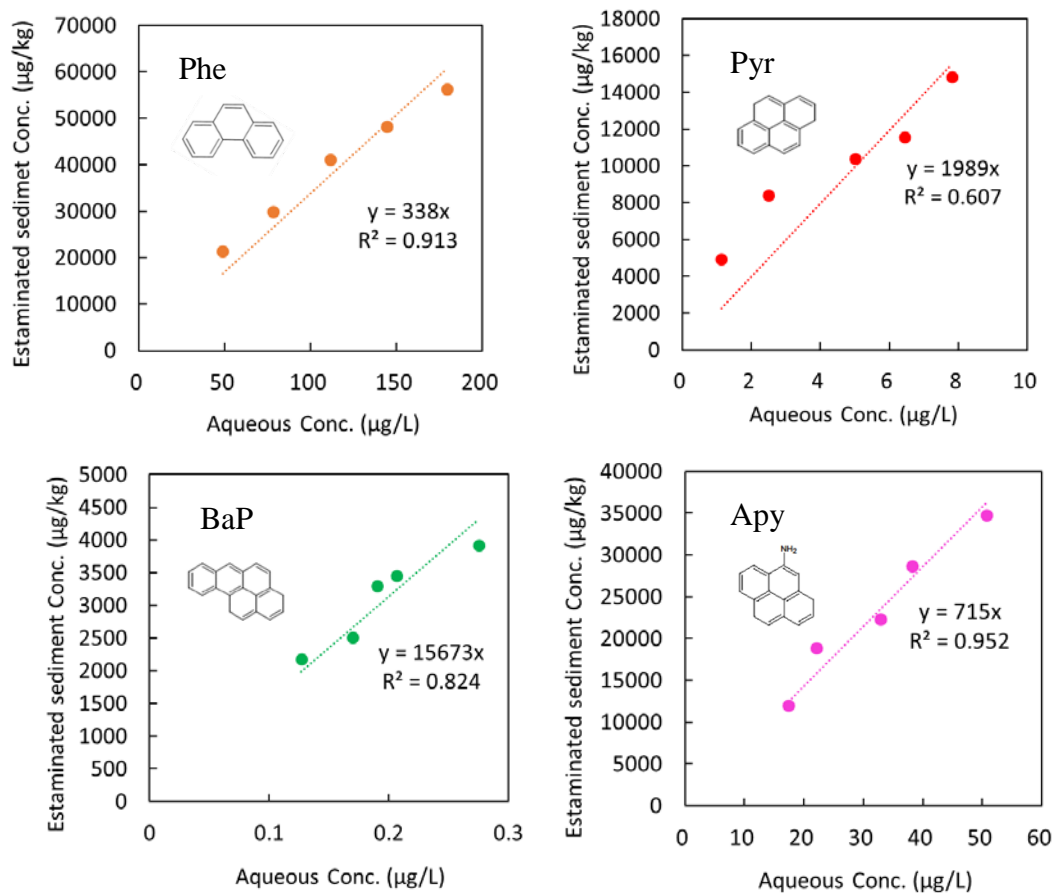 Estaminated sedimet Conc. (µg/kg)
70000
60000
50000
40000
30000
20000
10000
0
Phe
y = 338x
R² = 0.913
0 50 100 150 200
Aqueous Conc. (µg/L)
Estaminated sediment Conc. (µg/kg)
18000
16000
14000
12000
10000
8000
6000
4000
2000
0
Pyr
y = 1989x
R² = 0.607
0 2 4 6 8 10
Aqueous Conc. (µg/L)
Estaminated sediment Conc. (µg/kg)
5000
4500
4000
3500
3000
2500
2000
1500
1000
500
0
BaP
y = 15673x
R² = 0.824
0 0.1 0.2 0.3
Aqueous Conc. (µg/L)
Estaminated sediment Conc. (µg/kg)
40000
35000
30000
25000
20000
15000
10000
5000
0
Apy
NH₂
y = 715x
R² = 0.952
0 10 20 30 40 50 60
Aqueous Conc. (µg/L)